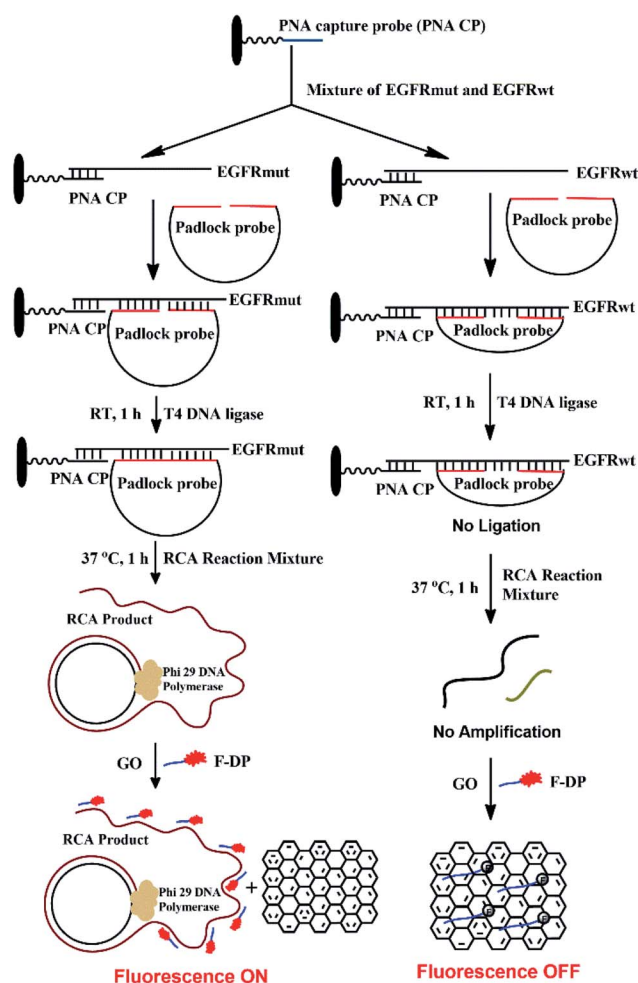 PNA capture probe (PNA CP)
Mixture of EGFRmut and EGFRwt
EGFRmut
PNA CP
Padlock probe
EGFRmut
PNA CP
Padlock probe
RT, 1 h
T4 DNA ligase
EGFRmut
PNA CP
Padlock probe
37 ºC, 1 h
RCA Reaction Mixture
RCA Product
Phi 29 DNA
Polymerase
GO
F-DP
RCA Product
Phi 29 DNA
Polymerase
+
Fluorescence ON
EGFRwt
PNA CP
Padlock probe
EGFRwt
PNA CP
Padlock probe
RT, 1 h
T4 DNA ligase
EGFRwt
PNA CP
Padlock probe
No Ligation
37 ºC, 1 h
RCA Reaction
Mixture
No Amplification
GO
F-DP
F
F
F
F
Fluorescence OFF